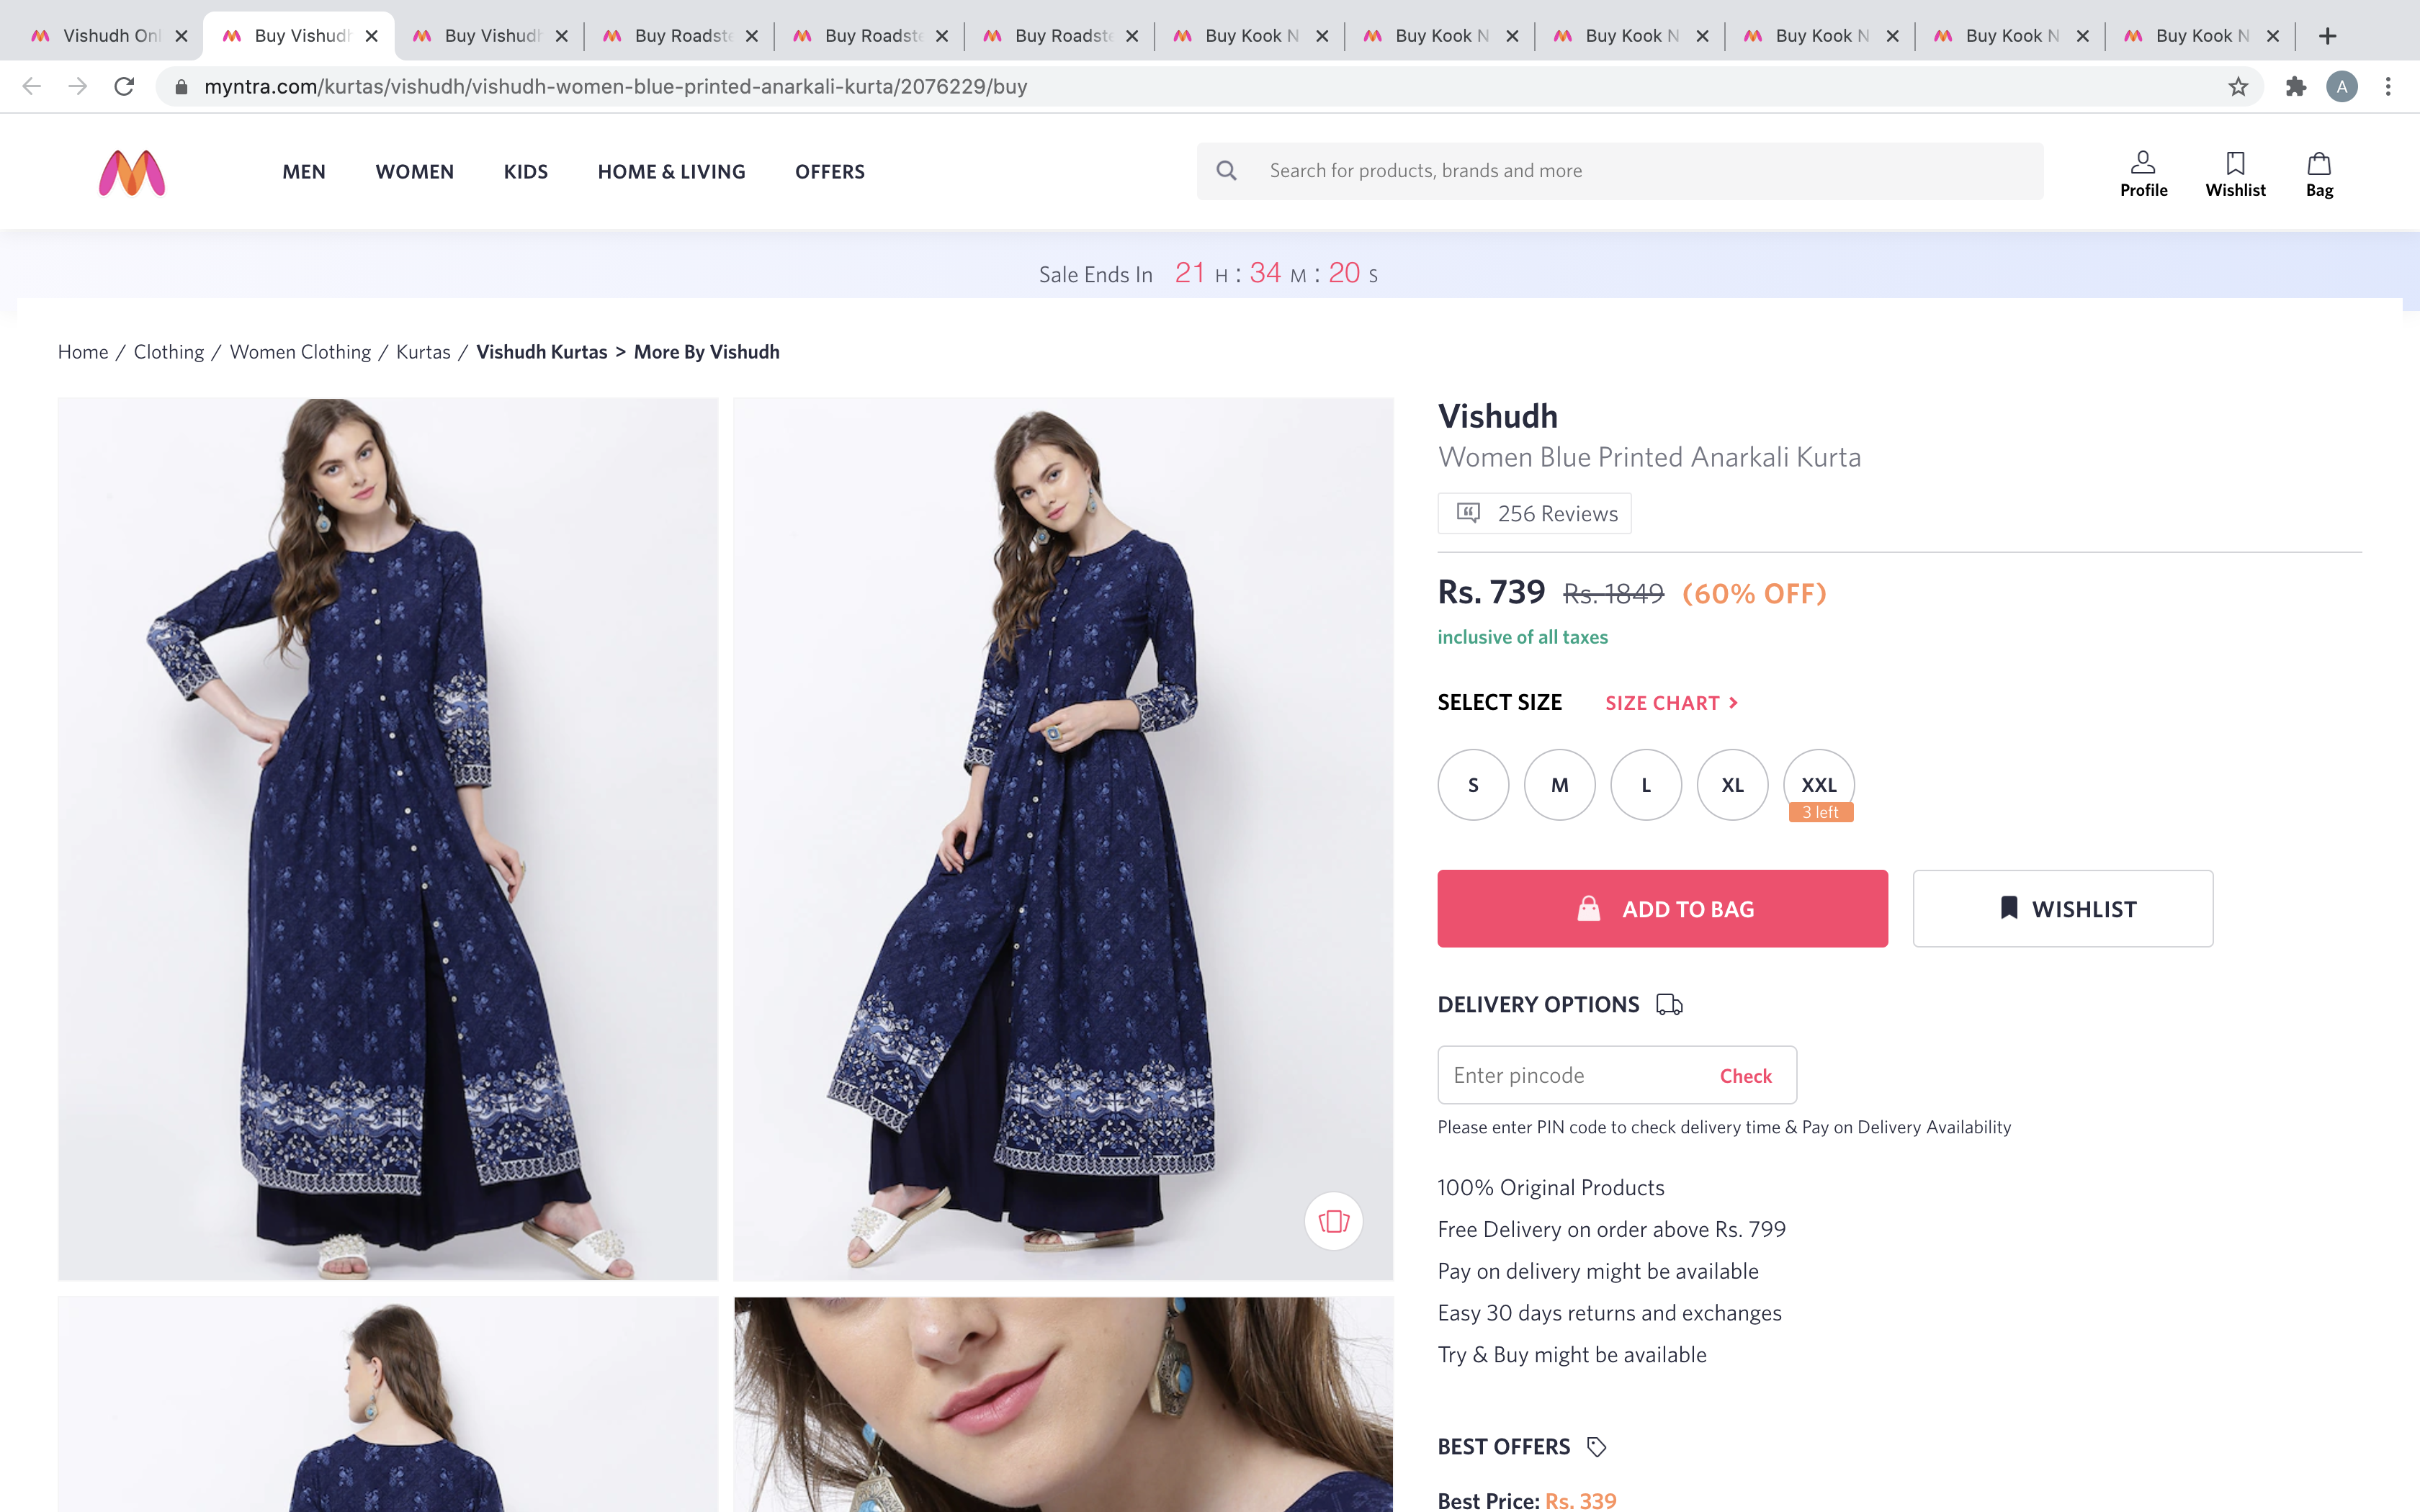 Vishudh Onl
Buy Vishudh
Buy Vishudh
Buy Roadste
Buy Roadste
Buy Roadste
Buy Kook N
Buy Kook N
Buy Kook N
Buy Kook N
Buy Kook N
Buy Kook N
myntra.com/kurtas/vishudh/vishudh-women-blue-printed-anarkali-kurta/2076229/buy
A
MEN WOMEN KIDS HOME & LIVING OFFERS
Search for products, brands and more
Profile Wishlist Bag
Sale Ends In 21 H : 34 M : 20 S
Home / Clothing / Women Clothing / Kurtas / Vishudh Kurtas > More By Vishudh
Vishudh
Women Blue Printed Anarkali Kurta
256 Reviews
Rs. 739 Rs. 1849 (60% OFF)
inclusive of all taxes
SELECT SIZE SIZE CHART >
S M L XL XXL
3 left
ADD TO BAG WISHLIST
DELIVERY OPTIONS
Enter pincode Check
Please enter PIN code to check delivery time & Pay on Delivery Availability
100% Original Products
Free Delivery on order above Rs. 799
Pay on delivery might be available
Easy 30 days returns and exchanges
Try & Buy might be available
BEST OFFERS
Best Price: Rs. 339